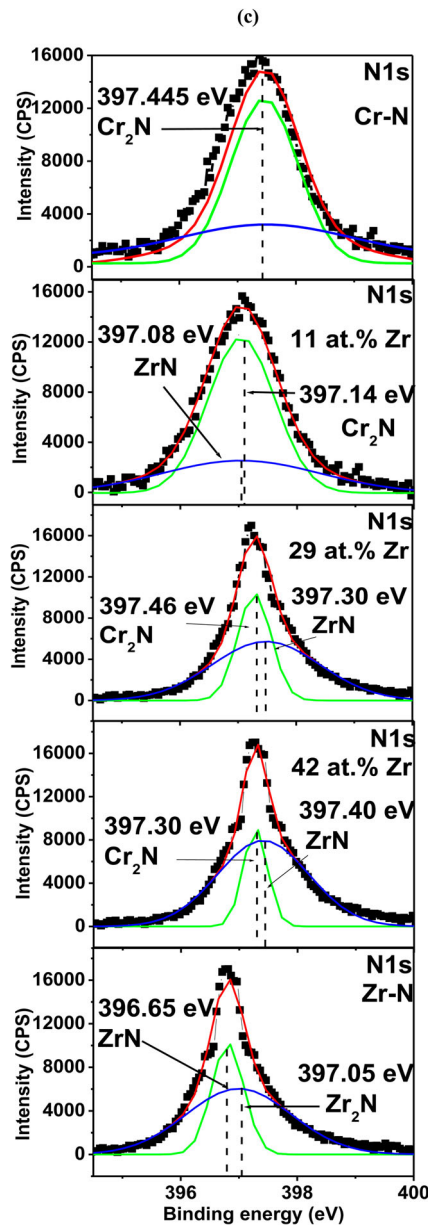 (c)
16000
12000
8000
4000
0
Intensity (CPS)
N1s
Cr-N
397.445 eV
Cr₂N
16000
12000
8000
4000
0
Intensity (CPS)
N1s
11 at.% Zr
397.08 eV
ZrN
397.14 eV
Cr₂N
16000
12000
8000
4000
0
Intensity (CPS)
N1s
29 at.% Zr
397.46 eV
Cr₂N
397.30 eV
ZrN
16000
12000
8000
4000
0
Intensity (CPS)
N1s
42 at.% Zr
397.30 eV
Cr₂N
397.40 eV
ZrN
16000
12000
8000
4000
0
Intensity (CPS)
N1s
Zr-N
396.65 eV
ZrN
397.05 eV
Zr₂N
396 398 400
Binding energy (eV)